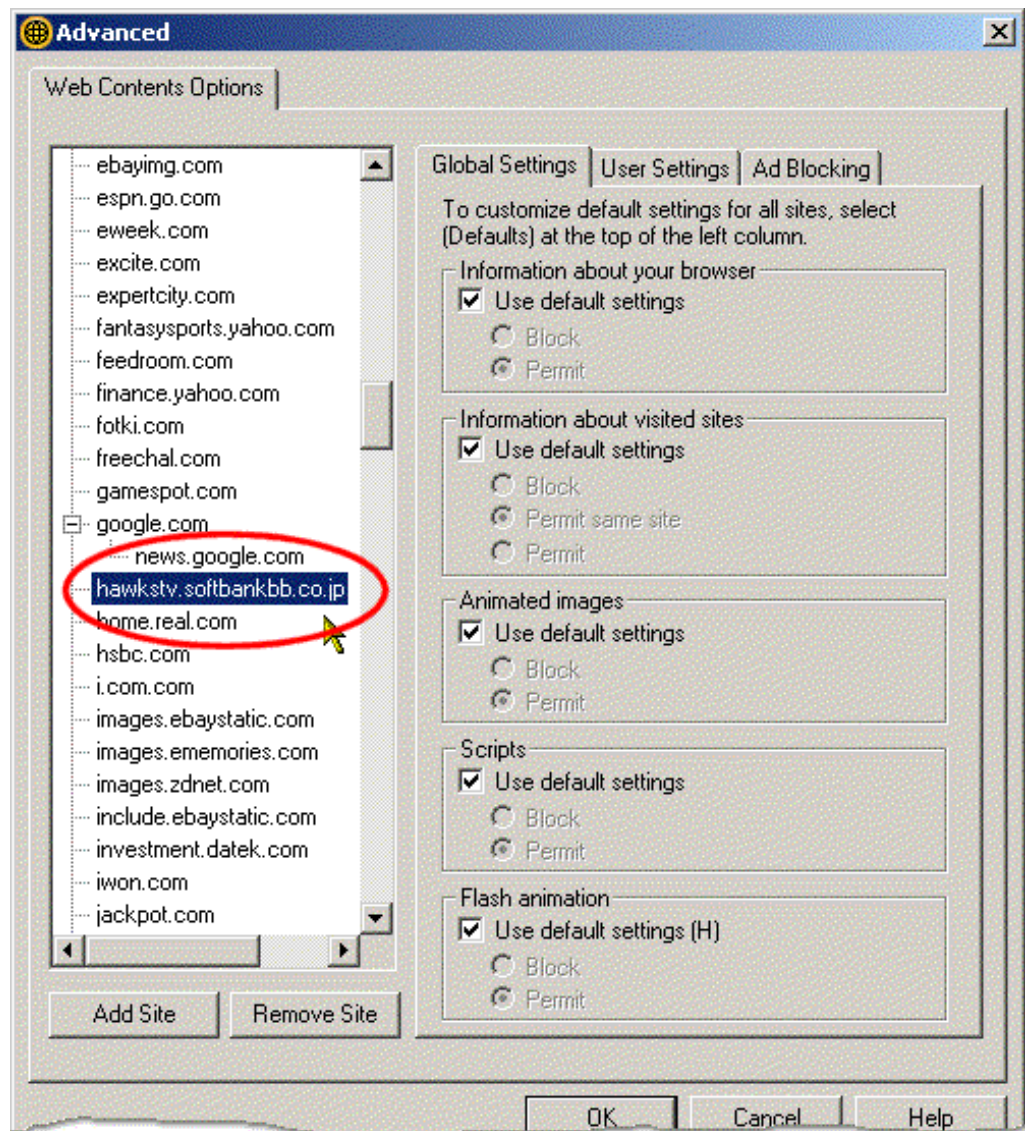 Advanced
Web Contents Options
ebayimg.com
espn.go.com
eweek.com
excite.com
expertcity.com
fantasysports.yahoo.com
feedroom.com
finance.yahoo.com
fotki.com
freechal.com
gamespot.com
google.com
news.google.com
hawkstv.softbankbb.co.jp
home.real.com
hsbc.com
i.com.com
images.ebaystatic.com
images.ememories.com
images.zdnet.com
include.ebaystatic.com
investment.datek.com
iwon.com
jackpot.com
Add Site
Remove Site
Global Settings
User Settings
Ad Blocking
To customize default settings for all sites, select
(Defaults) at the top of the left column.
Information about your browser
Use default settings
Block
Permit
Information about visited sites
Use default settings
Block
Permit same site
Permit
Animated images
Use default settings
Block
Permit
Scripts
Use default settings
Block
Permit
Flash animation
Use default settings (H)
Block
Permit
OK
Cancel
Help